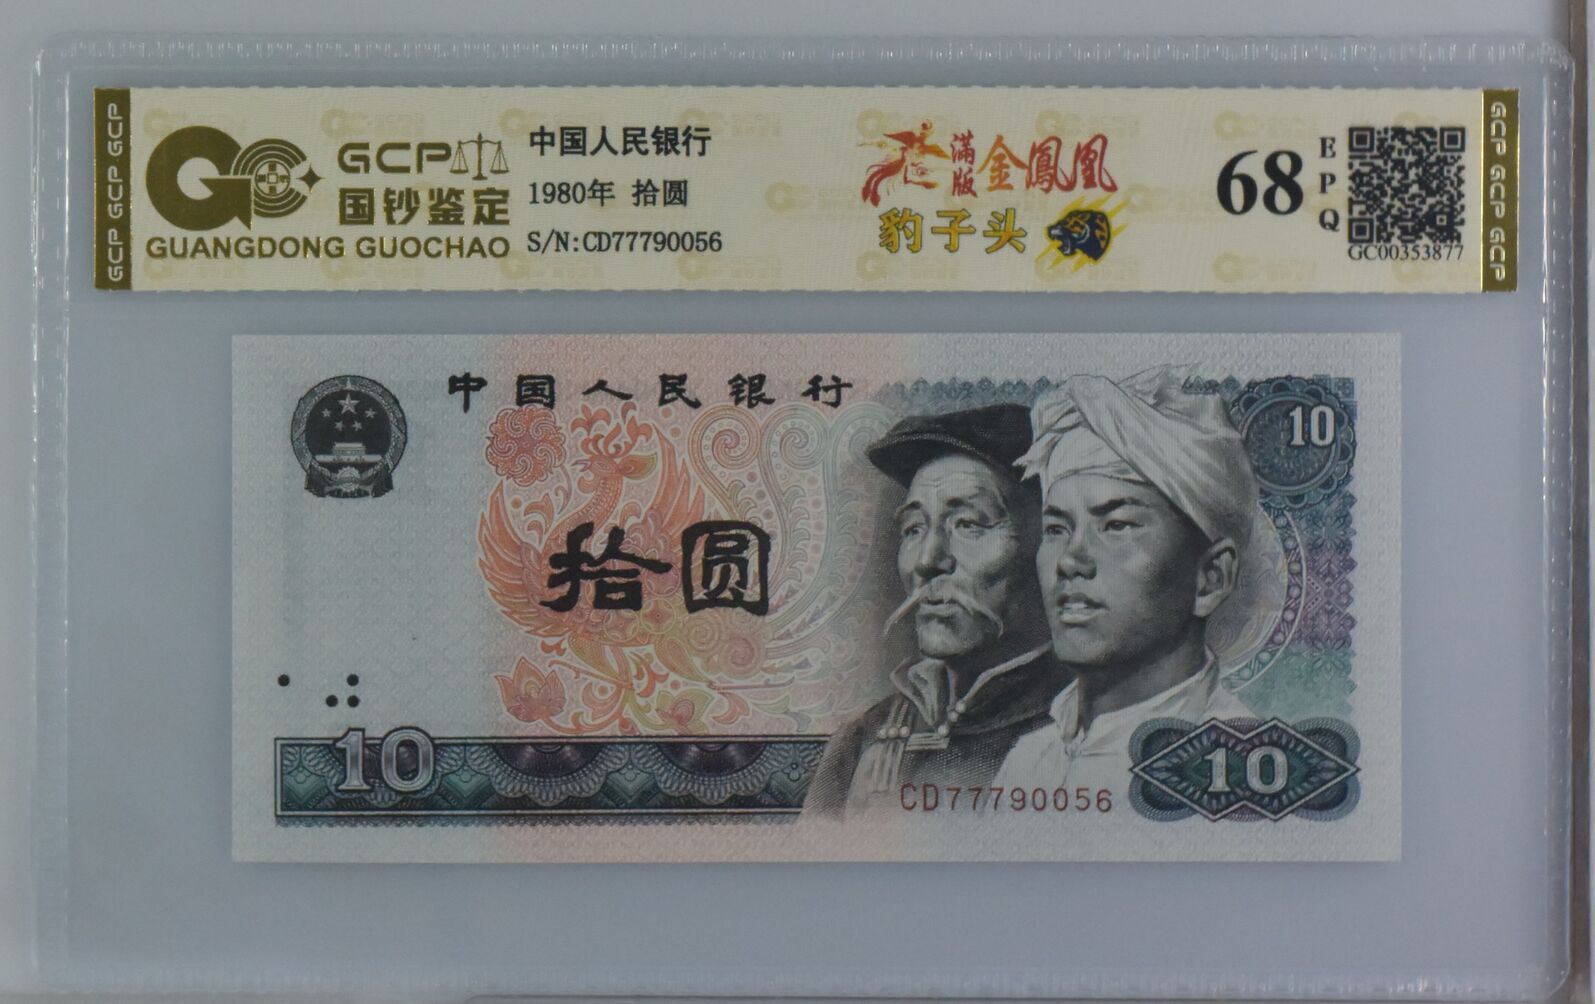 GCP GCP GCP
GCP
国钞鉴定
GUANGDONG GUOCHAO
中国人民银行
1980年 拾圆
S/N:CD77790056
满版 金鳳凰
豹子头
68
EPQ
GC00353877
GCP GCP GCP
中国人民银行
10
拾圆
10
CD77790056
10